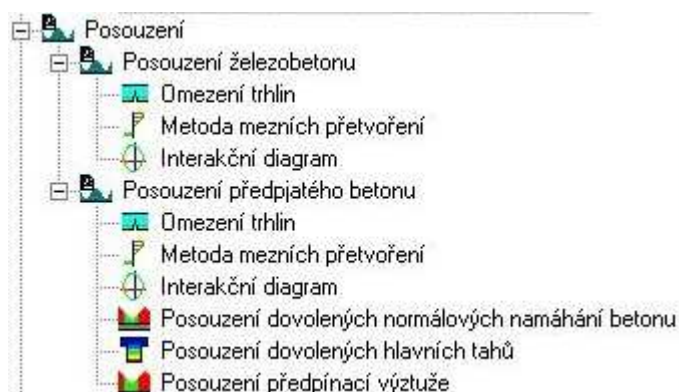 Posouzení
Posouzení železobetonu
Omezení trhlin
Metoda mezních přetvoření
Interakční diagram
Posouzení předpjatého betonu
Omezení trhlin
Metoda mezních přetvoření
Interakční diagram
Posouzení dovolených normálových namáhání betonu
Posouzení dovolených hlavních tahů
Posouzení předpínací výztuže